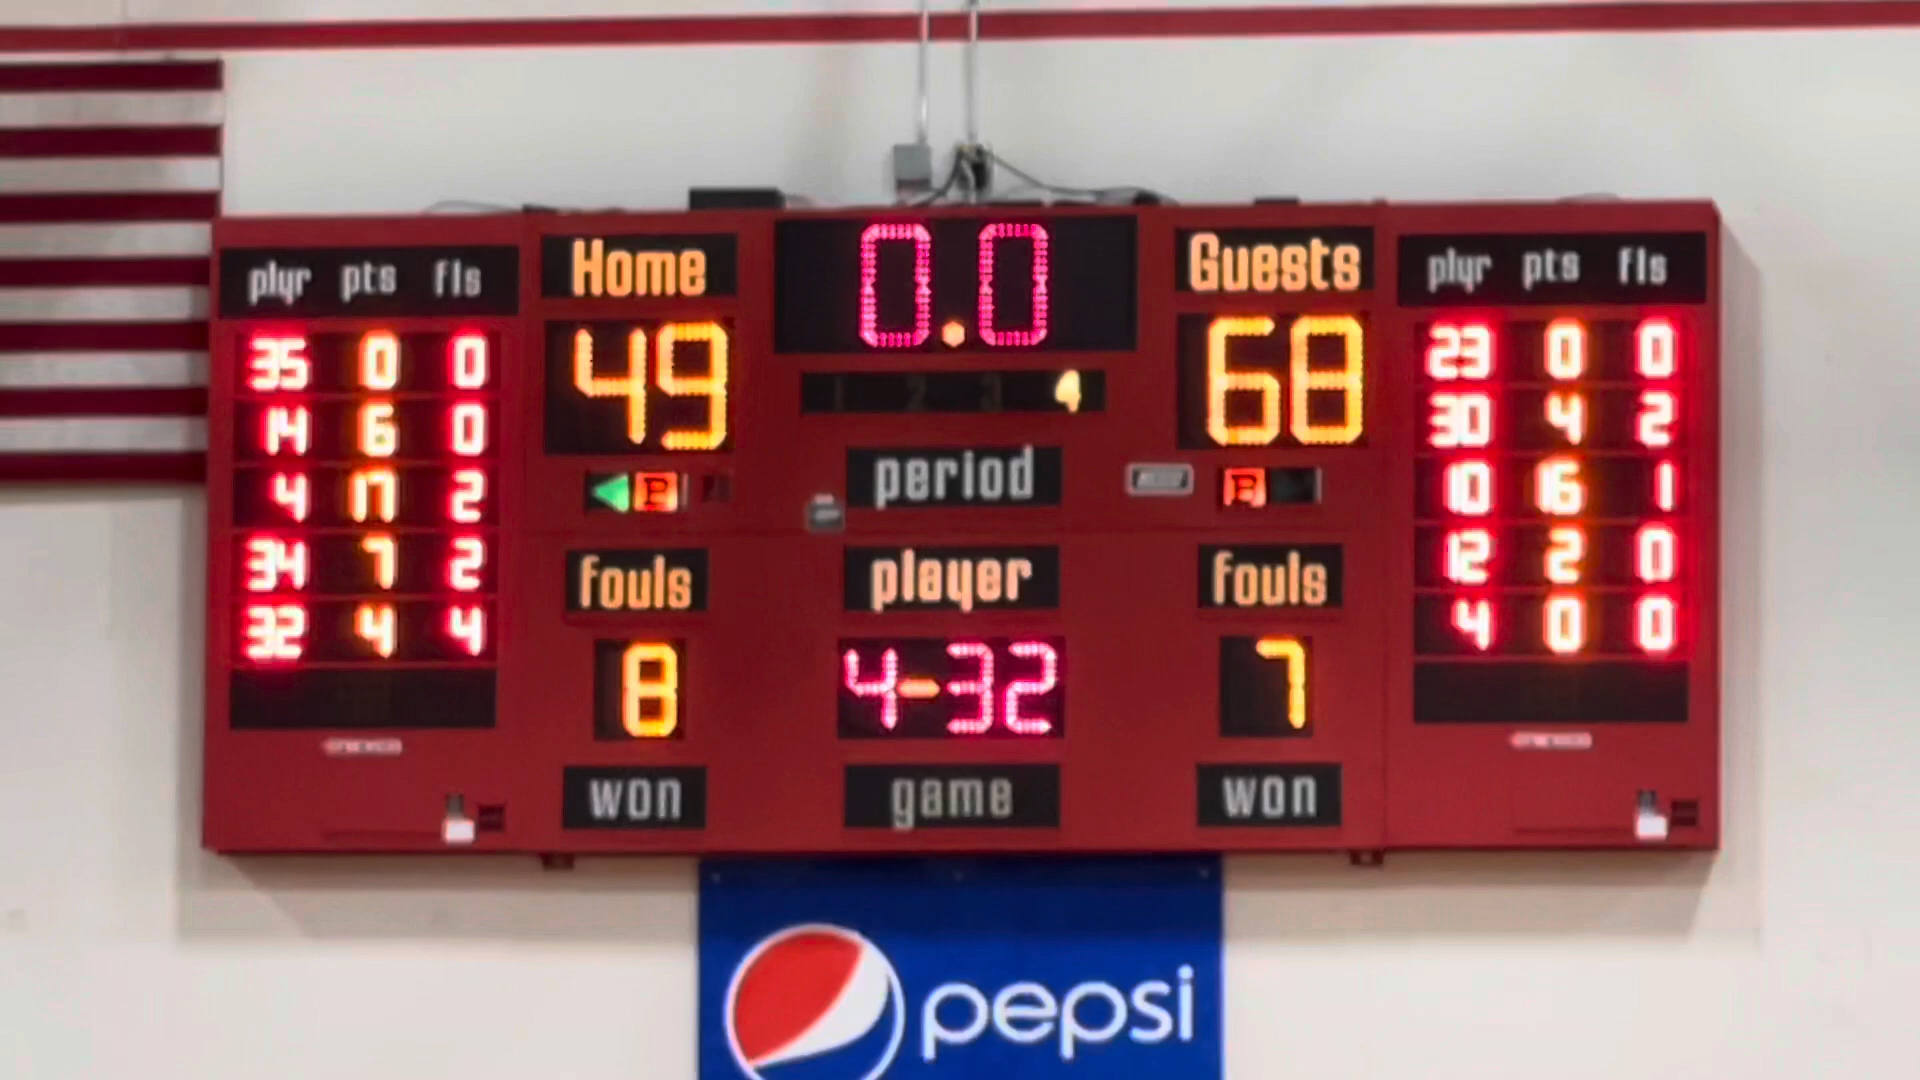 0.0
Home
Guests
plyr pts fls
plyr pts fls
49
68
1 2 3 4
35 0 0
14 6 0
4 17 2
34 7 2
32 4 4
23 0 0
30 4 2
10 16 1
12 2 0
4 0 0
B
B
period
fouls
player
fouls
8
4-32
7
won
game
won
pepsi